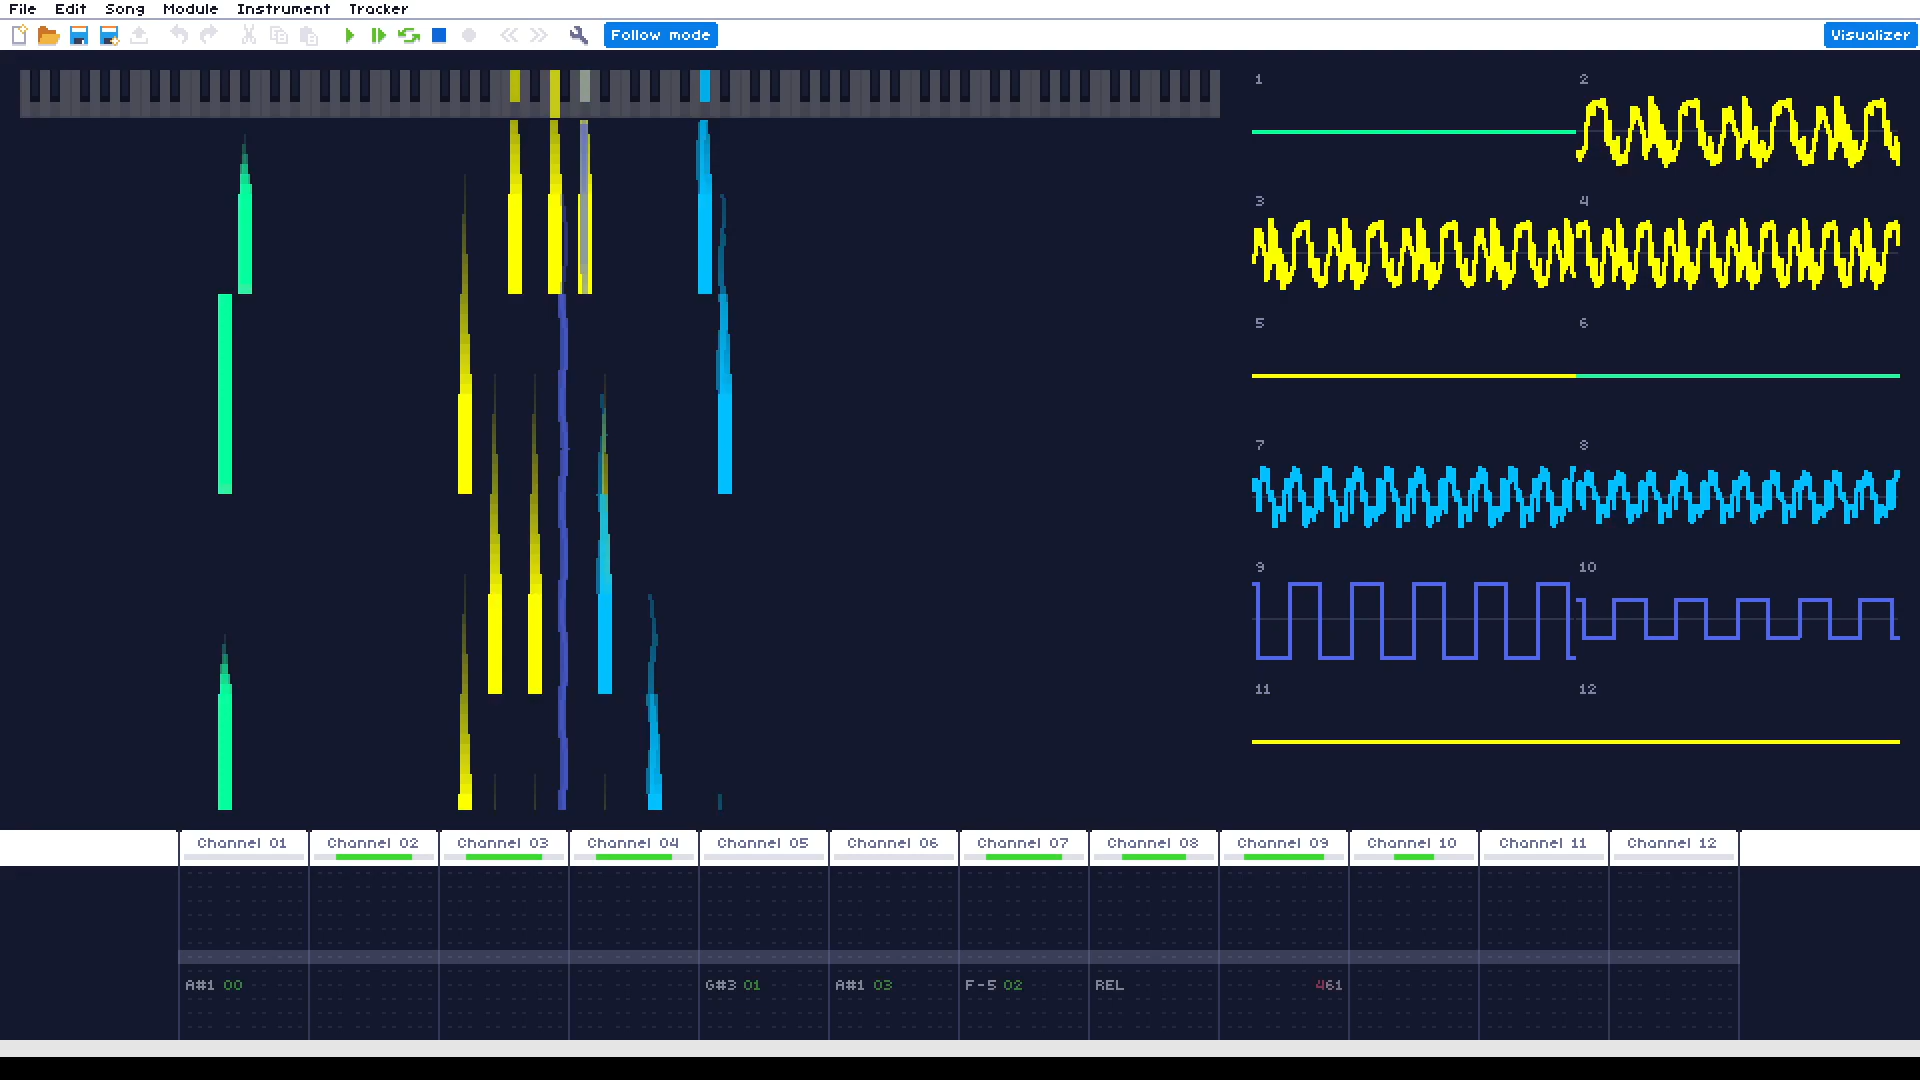 File Edit Song Module Instrument Tracker
Follow mode Visualizer
1 2
3 4
5 6
7 8
9 10
11 12
Channel 01 Channel 02 Channel 03 Channel 04 Channel 05 Channel 06 Channel 07 Channel 08 Channel 09 Channel 10 Channel 11 Channel 12
A#1 00 G#3 01 A#1 03 F-5 02 REL 461